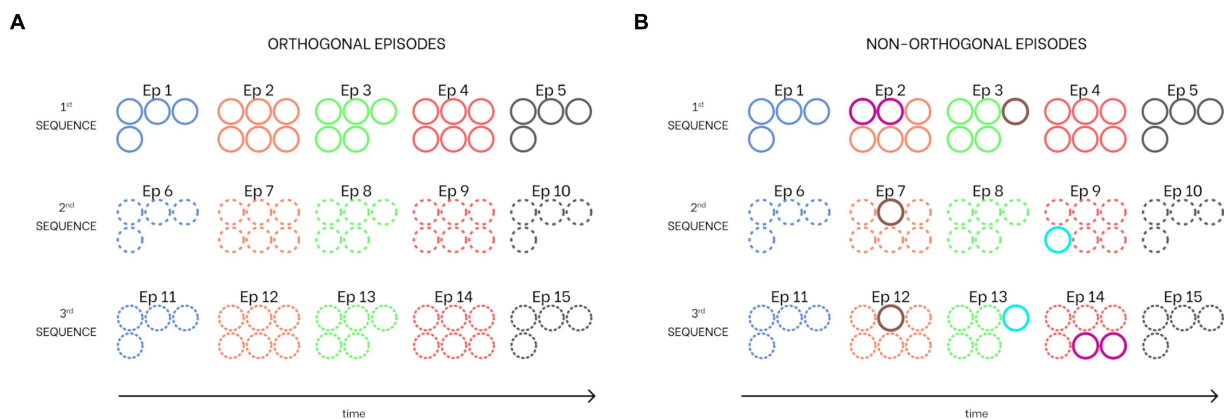 A
ORTHOGONAL EPISODES
1st
SEQUENCE
Ep 1 Ep 2 Ep 3 Ep 4 Ep 5
2nd
SEQUENCE
Ep 6 Ep 7 Ep 8 Ep 9 Ep 10
3rd
SEQUENCE
Ep 11 Ep 12 Ep 13 Ep 14 Ep 15
time
B
NON-ORTHOGONAL EPISODES
1st
SEQUENCE
Ep 1 Ep 2 Ep 3 Ep 4 Ep 5
2nd
SEQUENCE
Ep 6 Ep 7 Ep 8 Ep 9 Ep 10
3rd
SEQUENCE
Ep 11 Ep 12 Ep 13 Ep 14 Ep 15
time